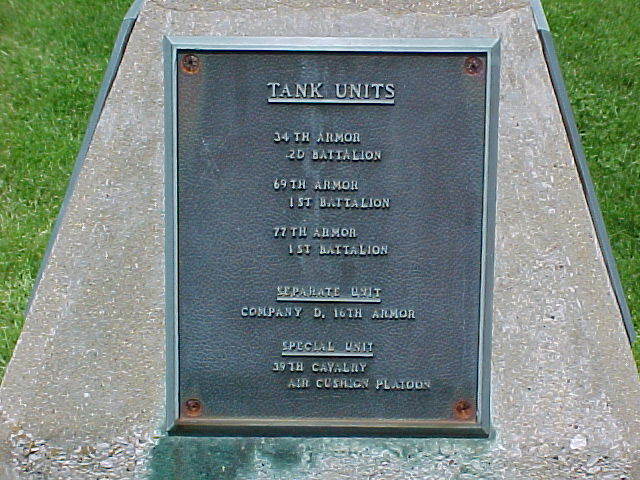 TANK UNITS
34TH ARMOR
2D BATTALION
69TH ARMOR
1ST BATTALION
77TH ARMOR
1ST BATTALION
SEPARATE UNIT
COMPANY D, 16TH ARMOR
SPECIAL UNIT
39TH CAVALRY
AIR CUSHION PLATOON